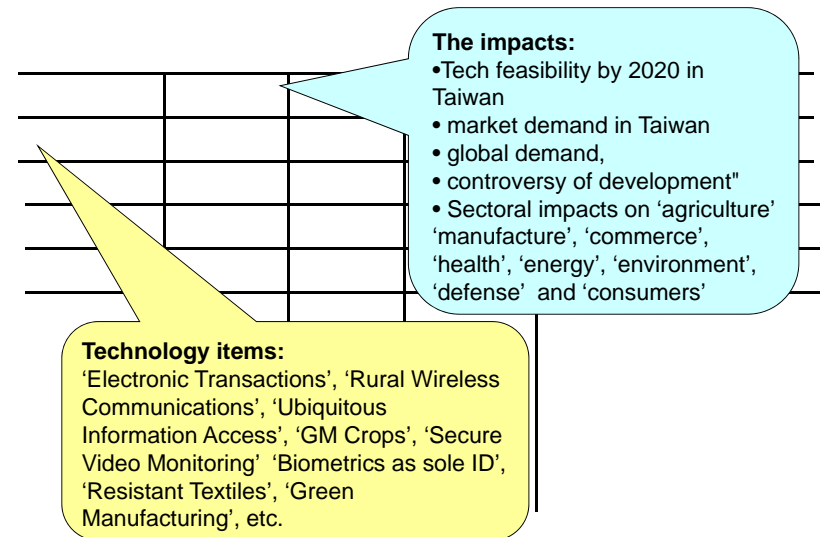 The impacts:
•Tech feasibility by 2020 in
Taiwan
• market demand in Taiwan
• global demand,
• controversy of development"
• Sectoral impacts on ‘agriculture’
‘manufacture’, ‘commerce’,
‘health’, ‘energy’, ‘environment’,
‘defense’ and ‘consumers’
Technology items:
‘Electronic Transactions’, ‘Rural Wireless
Communications’, ‘Ubiquitous
Information Access’, ‘GM Crops’, ‘Secure
Video Monitoring’ ‘Biometrics as sole ID’,
‘Resistant Textiles’, ‘Green
Manufacturing’, etc.